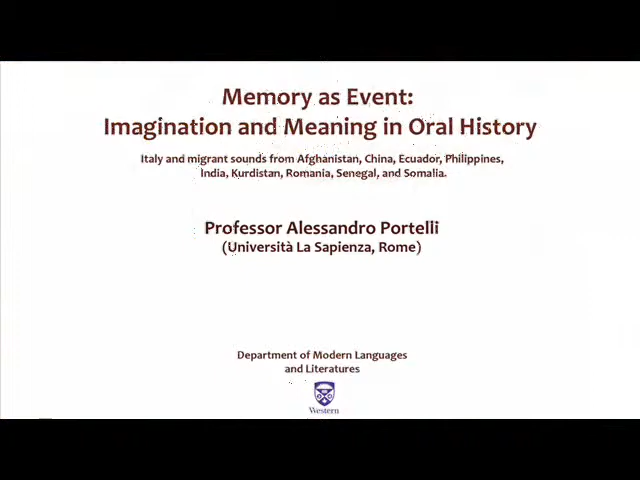 Memory as Event:
Imagination and Meaning in Oral History
Italy and migrant sounds from Afghanistan, China, Ecuador, Philippines,
India, Kurdistan, Romania, Senegal, and Somalia.
Professor Alessandro Portelli
(Università La Sapienza, Rome)
Department of Modern Languages
and Literatures
Western